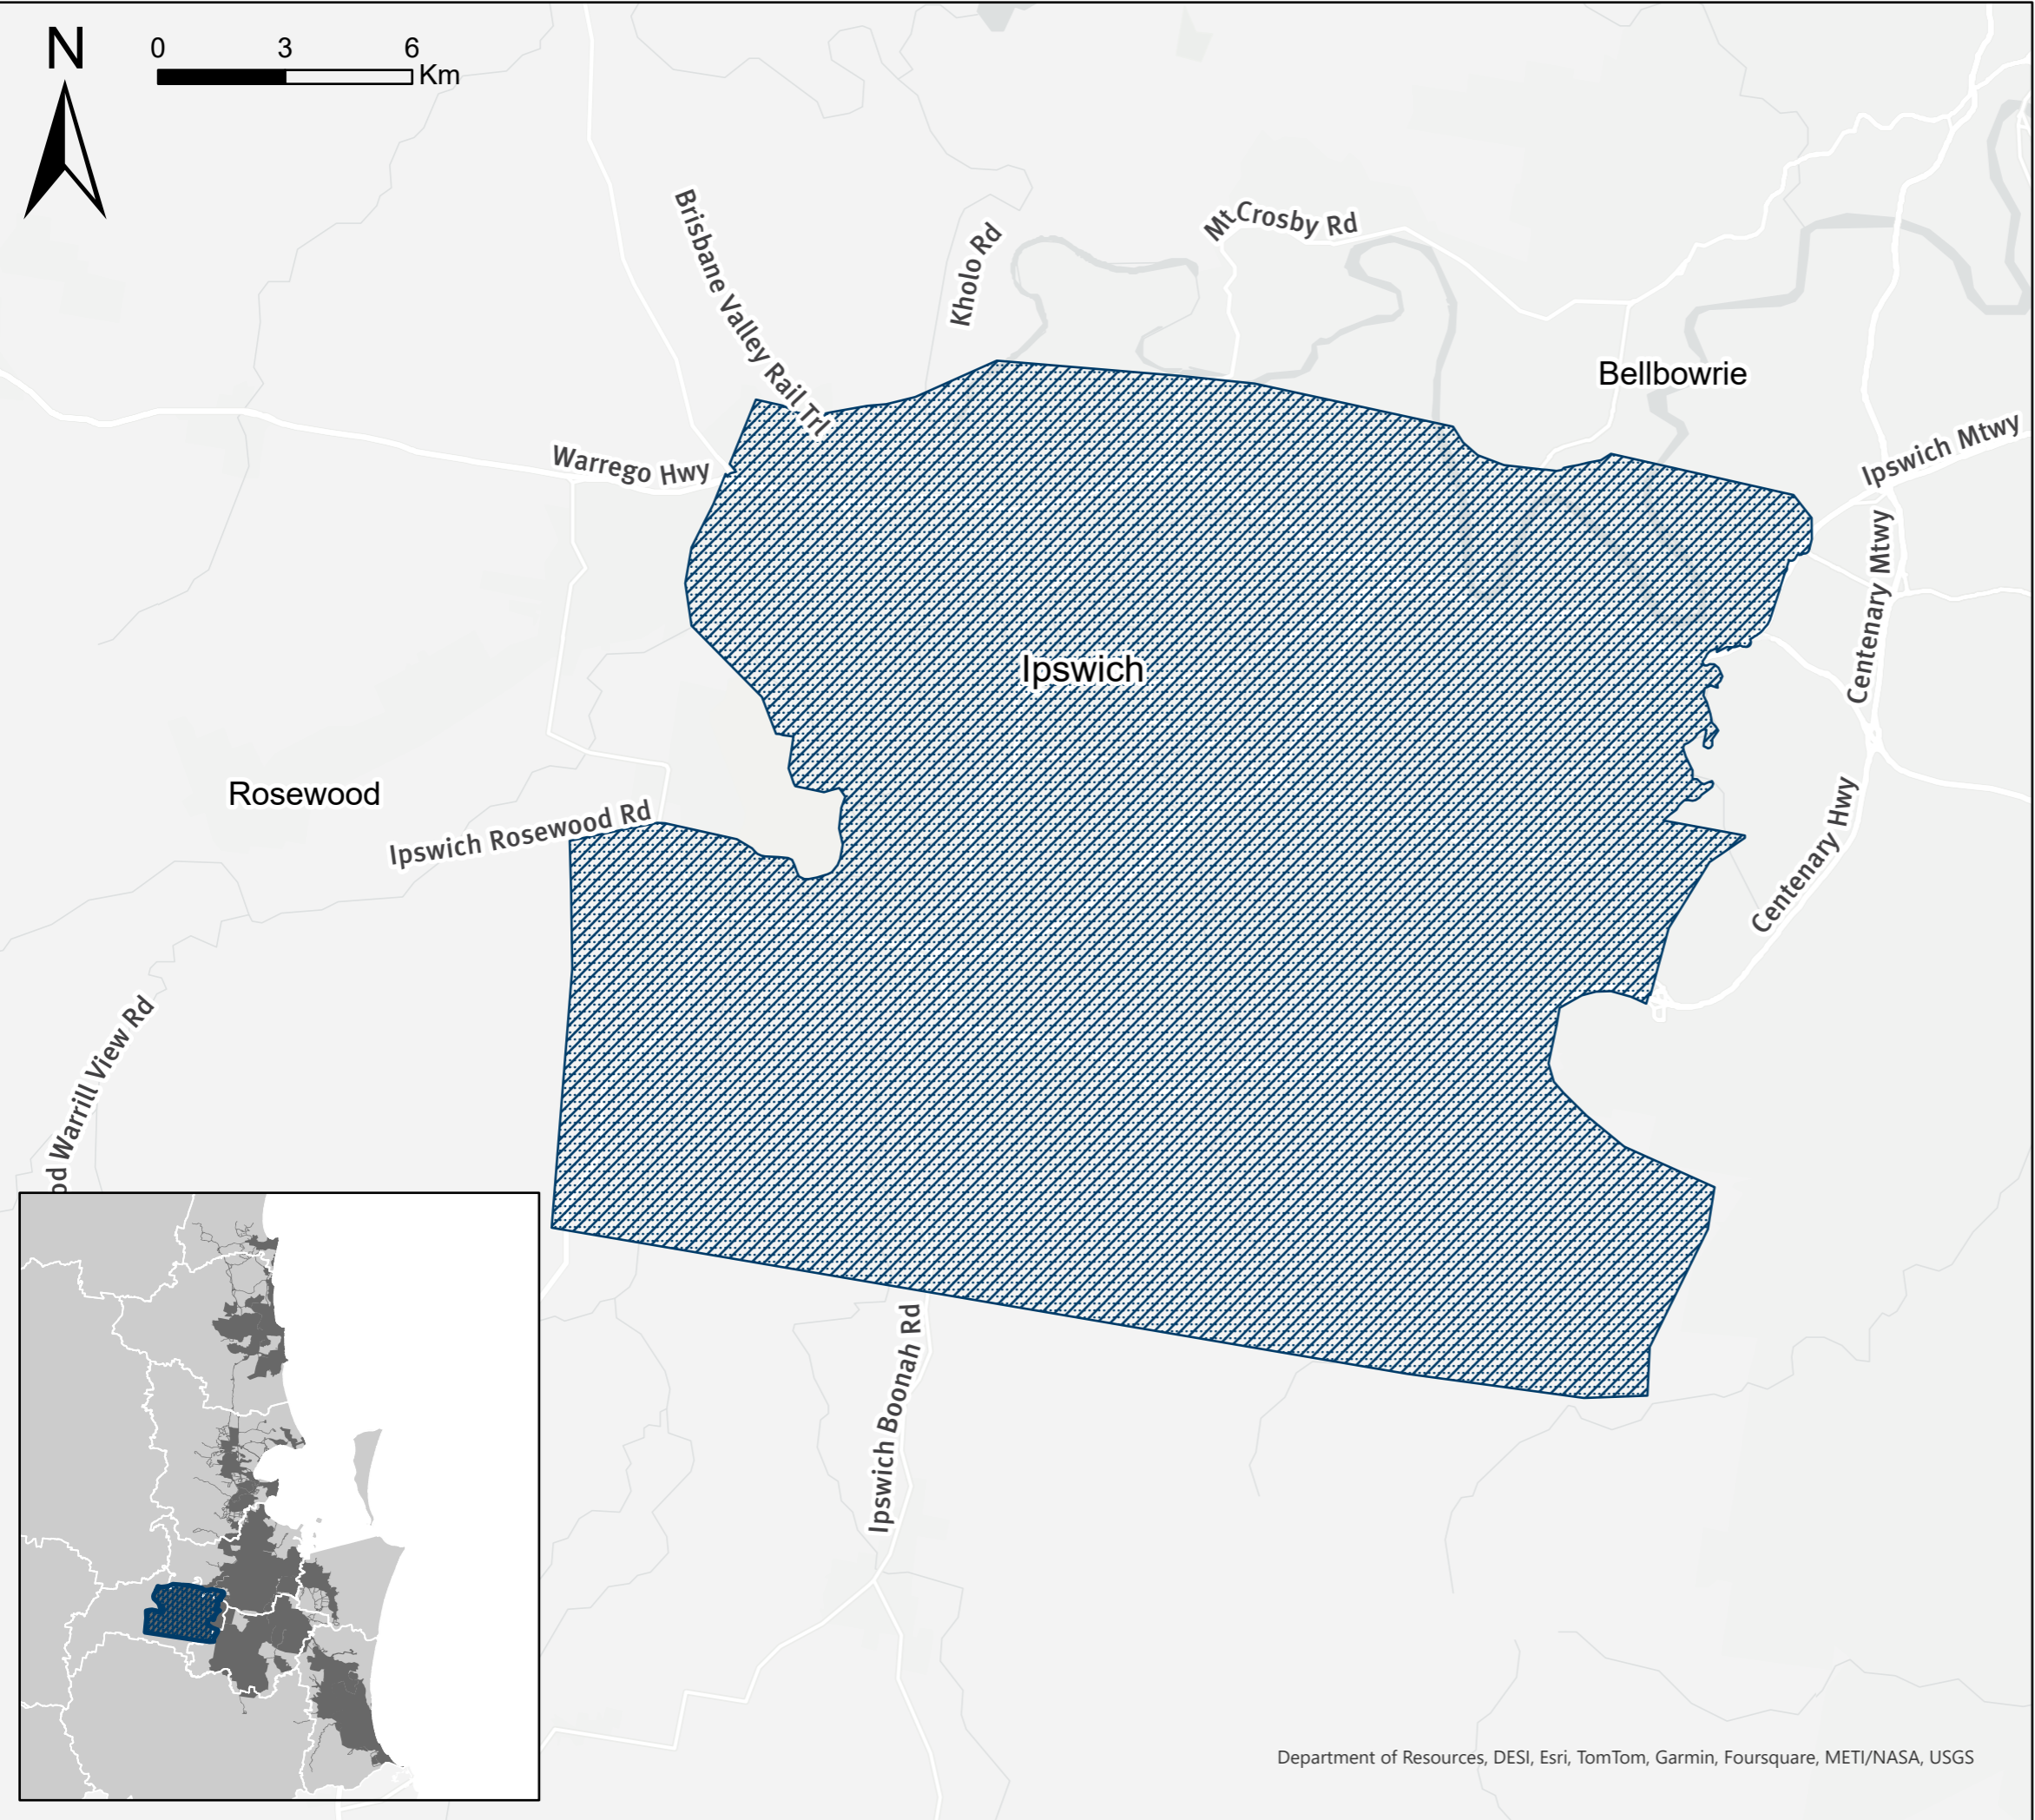 N
0 3 6
Km
Brisbane Valley Rail Trl
Kholo Rd
Mt Crosby Rd
Bellbowrie
Warrego Hwy
Ipswich Mtwy
Centenary Mtwy
Ipswich
Rosewood
Ipswich Rosewood Rd
Centenary Hwy
od Warrill View Rd
Ipswich Boonah Rd
Department of Resources, DESI, Esri, TomTom, Garmin, Foursquare, METI/NASA, USGS